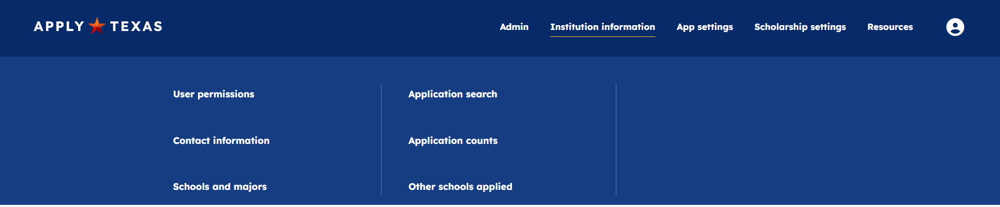 APPLY TEXAS
Admin
Institution information
App settings
Scholarship settings
Resources
User permissions
Contact information
Schools and majors
Application search
Application counts
Other schools applied